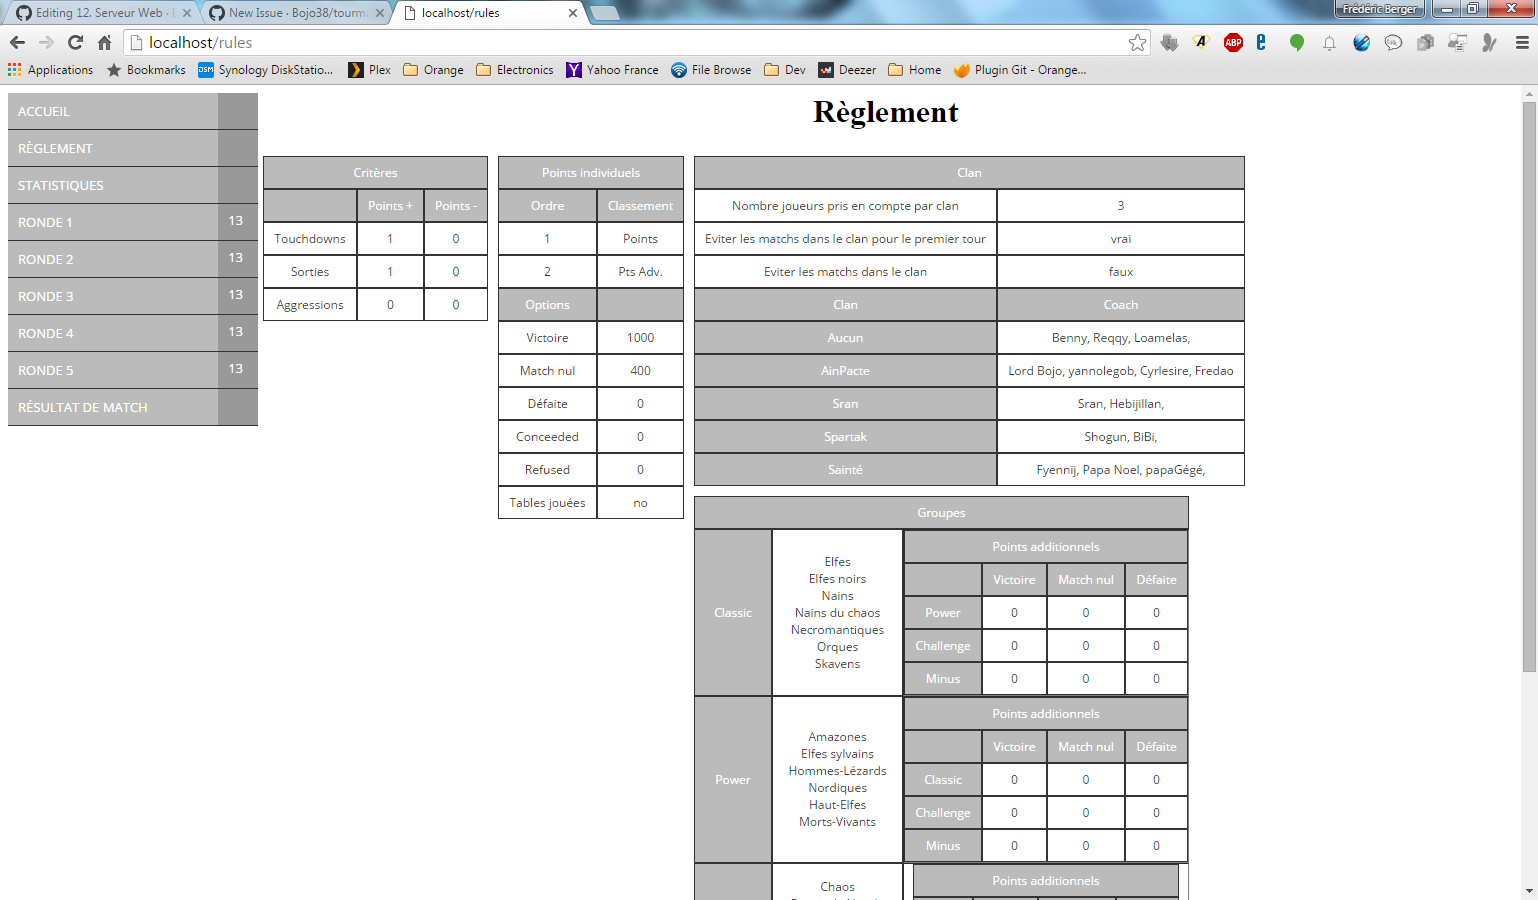 Editing 12. Serveur Web ·
New Issue · Bojo38/tourma
localhost/rules
Frédéric Berger
localhost/rules
Applications
Bookmarks
Synology DiskStatio...
Plex
Orange
Electronics
Yahoo France
File Browse
Dev
Deezer
Home
Plugin Git - Orange...
ACCUEIL
RÈGLEMENT
STATISTIQUES
RONDE 1 13
RONDE 2 13
RONDE 3 13
RONDE 4 13
RONDE 5 13
RÉSULTAT DE MATCH
Règlement
Critères
Points + Points -
Touchdowns 1 0
Sorties 1 0
Aggressions 0 0
Points individuels
Ordre Classement
1 Points
2 Pts Adv.
Options
Victoire 1000
Match nul 400
Défaite 0
Conceeded 0
Refused 0
Tables jouées no
Clan
Nombre joueurs pris en compte par clan 3
Eviter les matchs dans le clan pour le premier tour vrai
Eviter les matchs dans le clan faux
Clan Coach
Aucun Benny, Reqqy, Loamelas,
AinPacte Lord Bojo, yannolegob, Cyrlesire, Fredao
Sran Sran, Hebijillan,
Spartak Shogun, BiBi,
Sainté Fyennij, Papa Noel, papaGégé,
Groupes
Classic
Elfes
Elfes noirs
Nains
Nains du chaos
Necromantiques
Orques
Skavens
Points additionnels
Victoire Match nul Défaite
Power 0 0 0
Challenge 0 0 0
Minus 0 0 0
Power
Amazones
Elfes sylvains
Hommes-Lézards
Nordiques
Haut-Elfes
Morts-Vivants
Points additionnels
Victoire Match nul Défaite
Classic 0 0 0
Challenge 0 0 0
Minus 0 0 0
Chaos
Points additionnels